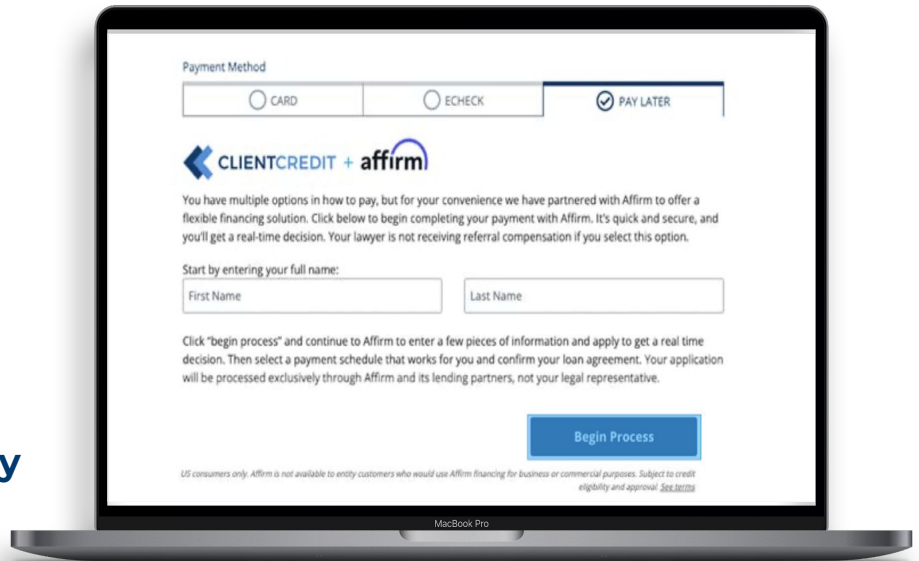 Payment Method
CARD
ECHECK
PAY LATER
CLIENTCREDIT + affirm
You have multiple options in how to pay, but for your convenience we have partnered with Affirm to offer a
flexible financing solution. Click below to begin completing your payment with Affirm. It's quick and secure, and
you'll get a real-time decision. Your lawyer is not receiving referral compensation if you select this option.
Start by entering your full name:
First Name
Last Name
Click "begin process" and continue to Affirm to enter a few pieces of information and apply to get a real time
decision. Then select a payment schedule that works for you and confirm your loan agreement. Your application
will be processed exclusively through Affirm and its lending partners, not your legal representative.
Begin Process
y
US consumers only. Affirm is not available to entity customers who would use Affirm financing for business or commercial purposes. Subject to credit
eligibility and approval. See terms
MacBook Pro